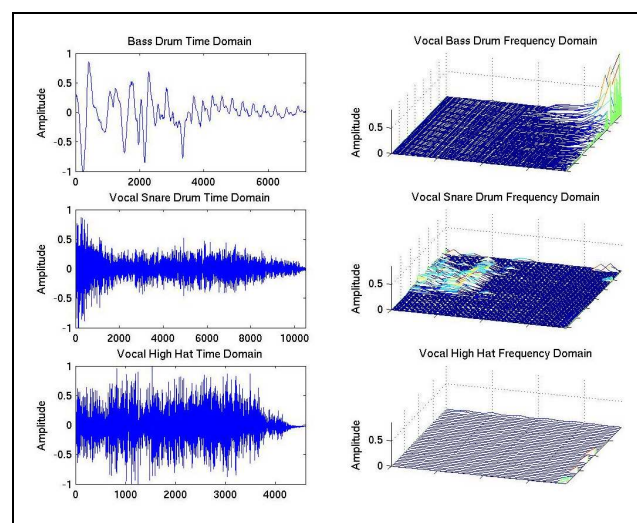 Bass Drum Time Domain
1
0.5
0
-0.5
-1
Amplitude
0 2000 4000 6000
Vocal Bass Drum Frequency Domain
0.5
0
Amplitude
Vocal Snare Drum Time Domain
1
0.5
0
-0.5
-1
Amplitude
0 2000 4000 6000 8000 10000
Vocal Snare Drum Frequency Domain
0.5
0
Amplitude
Vocal High Hat Time Domain
1
0.5
0
-0.5
-1
Amplitude
0 1000 2000 3000 4000
Vocal High Hat Frequency Domain
0.5
0
Amplitude